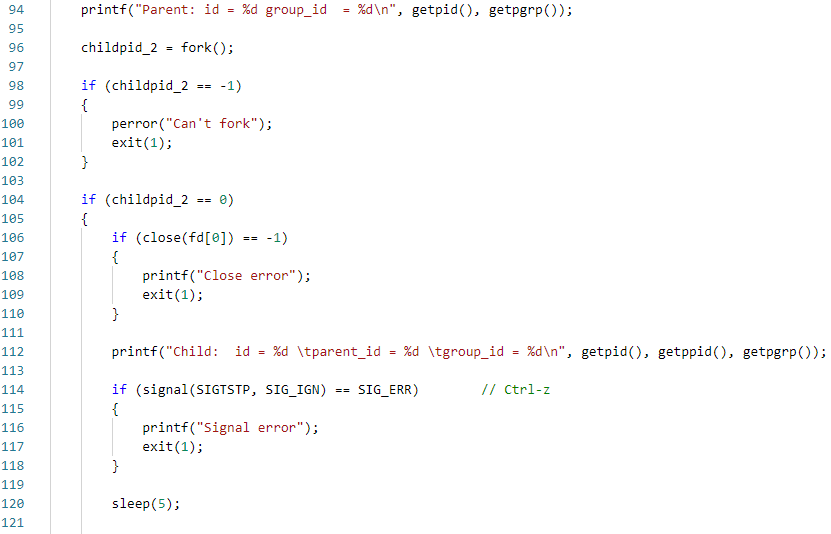 94 printf("Parent: id = %d group_id  = %d\n", getpid(), getpgrp());
95
96 childpid_2 = fork();
97
98 if (childpid_2 == -1)
99 {
100     perror("Can't fork");
101     exit(1);
102 }
103
104 if (childpid_2 == 0)
105 {
106     if (close(fd[0]) == -1)
107     {
108         printf("Close error");
109         exit(1);
110     }
111
112     printf("Child:  id = %d \tparent_id = %d \tgroup_id = %d\n", getpid(), getppid(), getpgrp());
113
114     if (signal(SIGTSTP, SIG_IGN) == SIG_ERR)        // Ctrl-z
115     {
116         printf("Signal error");
117         exit(1);
118     }
119
120     sleep(5);
121